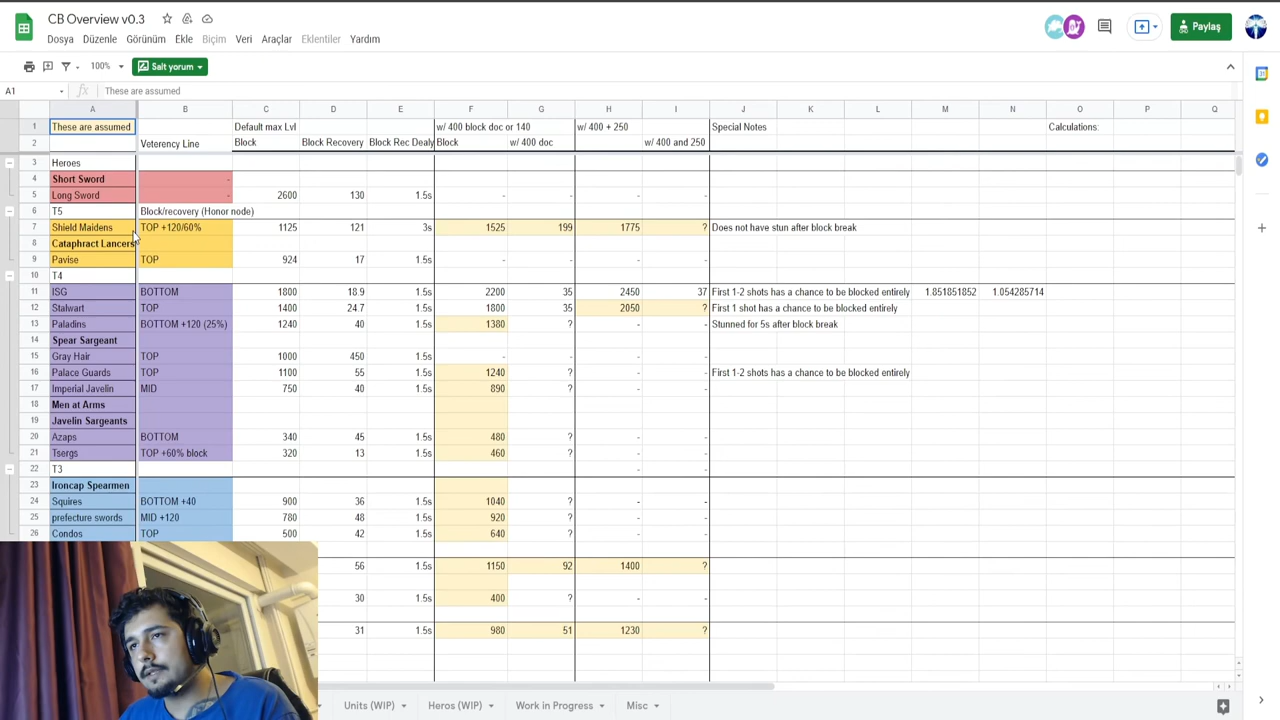 CB Overview v0.3
Dosya Düzenle Görünüm Ekle Biçim Veri Araçlar Eklentiler Yardım
Paylaş
100% Salt yorum
A1 fx These are assumed
A B C D E F G H I J K L M N O P Q
1 These are assumed Default max Lvl w/ 400 block doc or 140 w/ 400 + 250 Special Notes Calculations:
2 Veterency Line Block Block Recovery Block Rec Dealy Block w/ 400 doc w/ 400 and 250
3 Heroes
4 Short Sword -
5 Long Sword - 2600 130 1.5s - - - -
6 T5 Block/recovery (Honor node)
7 Shield Maidens TOP +120/60% 1125 121 3s 1525 199 1775 ? Does not have stun after block break
8 Cataphract Lancers
9 Pavise TOP 924 17 1.5s - - - -
10 T4
11 ISG BOTTOM 1800 18.9 1.5s 2200 35 2450 37 First 1-2 shots has a chance to be blocked entirely 1.851851852 1.054285714
12 Stalwart TOP 1400 24.7 1.5s 1800 35 2050 ? First 1 shot has a chance to be blocked entirely
13 Paladins BOTTOM +120 (25%) 1240 40 1.5s 1380 ? - - Stunned for 5s after block break
14 Spear Sargeant
15 Gray Hair TOP 1000 450 1.5s - - - -
16 Palace Guards TOP 1100 55 1.5s 1240 ? - - First 1-2 shots has a chance to be blocked entirely
17 Imperial Javelin MID 750 40 1.5s 890 ? - -
18 Men at Arms - -
19 Javelin Sargeants - -
20 Azaps BOTTOM 340 45 1.5s 480 ? - -
21 Tsergs TOP +60% block 320 13 1.5s 460 ? - -
22 T3 - -
23 Ironcap Spearmen
24 Squires BOTTOM +40 900 36 1.5s 1040 ? - -
25 prefecture swords MID +120 780 48 1.5s 920 ? - -
26 Condos TOP 500 42 1.5s 640 ? - -
56 1.5s 1150 92 1400 ?
30 1.5s 400 ? - -
31 1.5s 980 51 1230 ?
Units (WIP) Heros (WIP) Work in Progress Misc